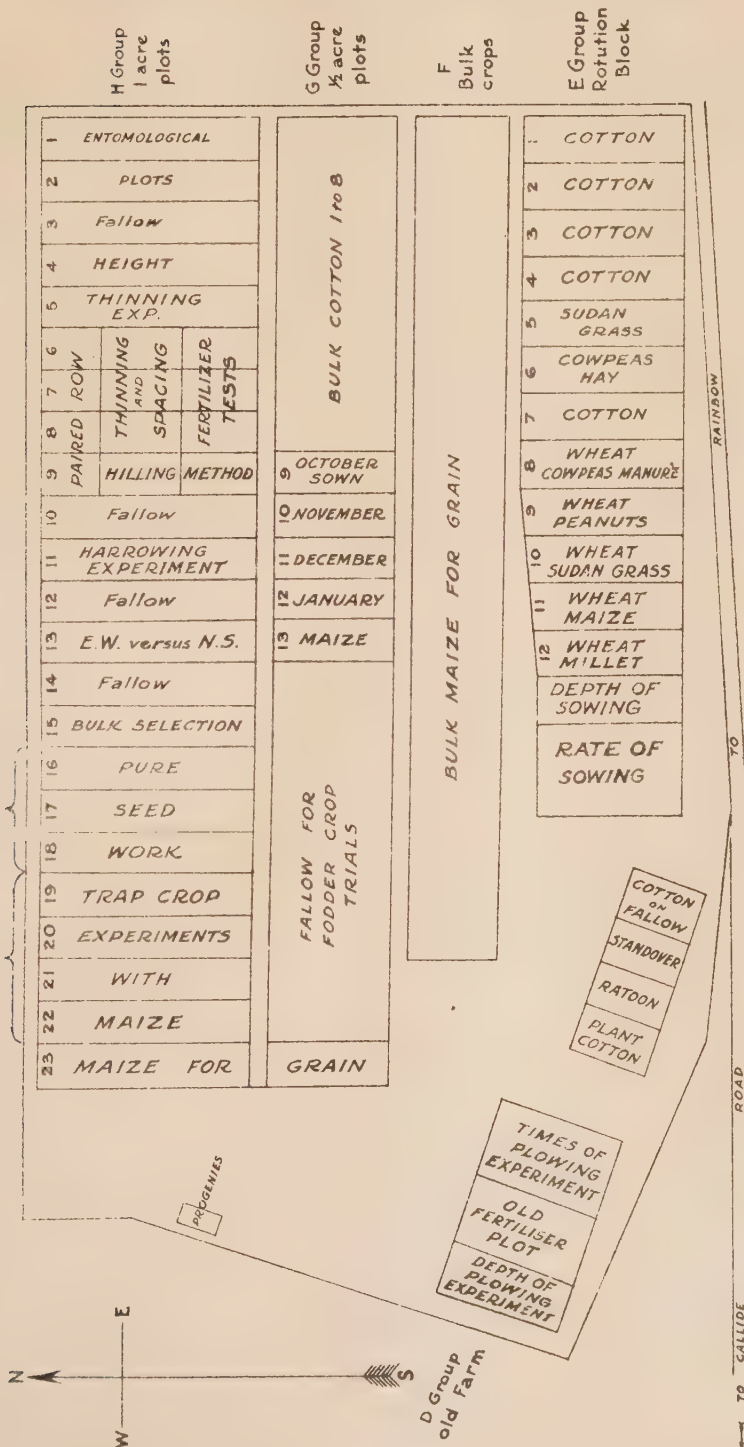 H Group
1 acre
plots
1 ENTOMOLOGICAL
2 PLOTS
3 Fallow
4 HEIGHT
5 THINNING
EXP.
6
7
8
9
PAIRED ROW
THINNING
AND
SPACING
FERTILIZER
TESTS
HILLING METHOD
10 Fallow
11 HARROWING
EXPERIMENT
12 Fallow
13 E.W. versus N.S.
14 Fallow
15 BULK SELECTION
16 PURE
17 SEED
18 WORK
19 TRAP CROP
20 EXPERIMENTS
21 WITH
22 MAIZE
23 MAIZE FOR GRAIN
G Group
½ acre
plots
BULK COTTON 1 to 8
9 OCTOBER
SOWN
10 NOVEMBER
11 DECEMBER
12 JANUARY
13 MAIZE
FALLOW FOR
FODDER CROP
TRIALS
F
Bulk
crops
BULK MAIZE FOR GRAIN
E Group
Rotution
Block
COTTON
2 COTTON
3 COTTON
4 COTTON
5 SUDAN
GRASS
6 COWPEAS
HAY
7 COTTON
8 WHEAT
COWPEAS MANURE
9 WHEAT
PEANUTS
10 WHEAT
SUDAN GRASS
11 WHEAT
MAIZE
12 WHEAT
MILLET
DEPTH OF
SOWING
RATE OF
SOWING
COTTON
ON
FALLOW
STANDOVER
RATOON
PLANT
COTTON
TIMES OF
PLOWING
EXPERIMENT
OLD
FERTILISER
PLOT
DEPTH OF
PLOWING
EXPERIMENT
PROGENIES
D Group
old Farm
N
E
S
W
TO CALLIDE
ROAD
TO
RAINBOW